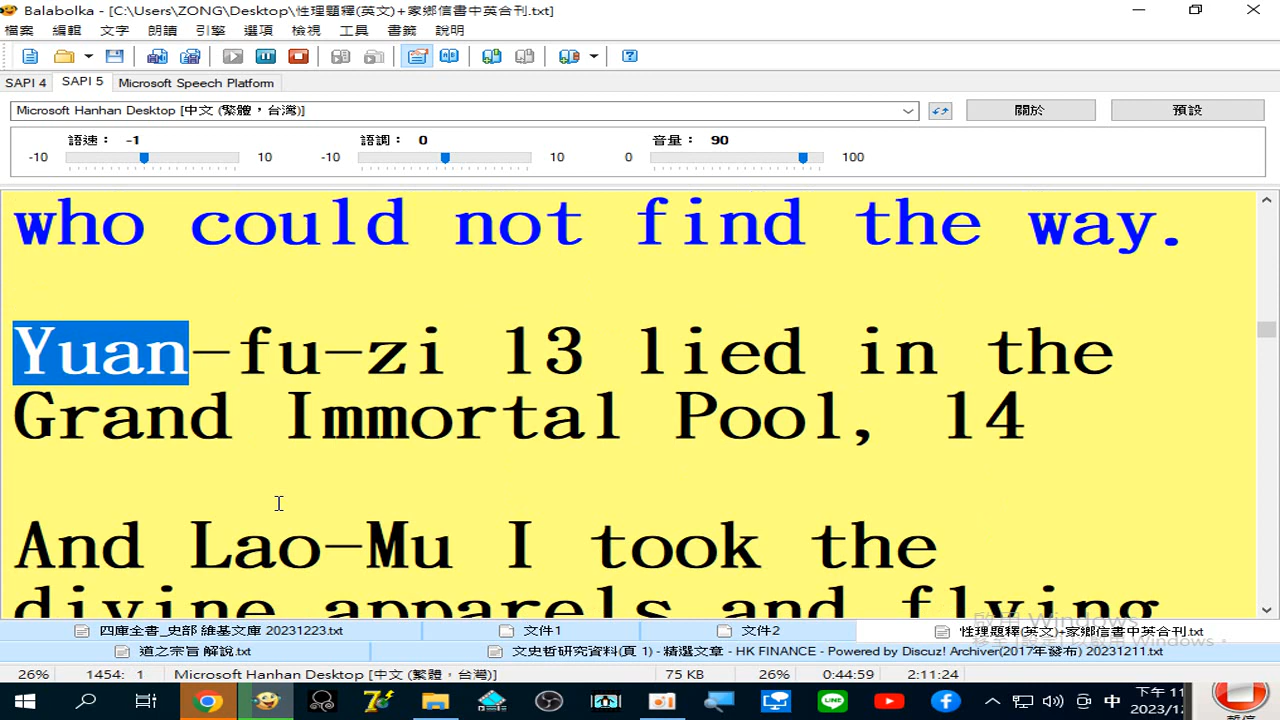 Balabolka - [C:\Users\ZONG\Desktop\性理題釋(英文)+家鄉信書中英合刊.txt]
檔案 編輯 文字 朗讀 引擎 選項 檢視 工具 書籤 說明
SAPI 4 SAPI 5 Microsoft Speech Platform
Microsoft Hanhan Desktop [中文 (繁體，台灣)] 關於 預設
語速： -1 語調： 0 音量： 90
-10 10 -10 10 0 100
who could not find the way.
Yuan-fu-zi 13 lied in the
Grand Immortal Pool, 14
And Lao-Mu I took the
divine apparels and flying
啟用 Windows
四庫全書_史部 維基文庫 20231223.txt 文件1 文件2 性理題釋(英文)+家鄉信書中英合刊.txt
道之宗旨 解說.txt 文史哲研究資料(頁 1) - 精選文章 - HK FINANCE - Powered by Discuz! Archiver(2017年發布) 20231211.txt
26% 1454: 1 Microsoft Hanhan Desktop [中文 (繁體，台灣)] 75 KB 26% 0:44:59 2:11:24
中 下午 11
2023/12